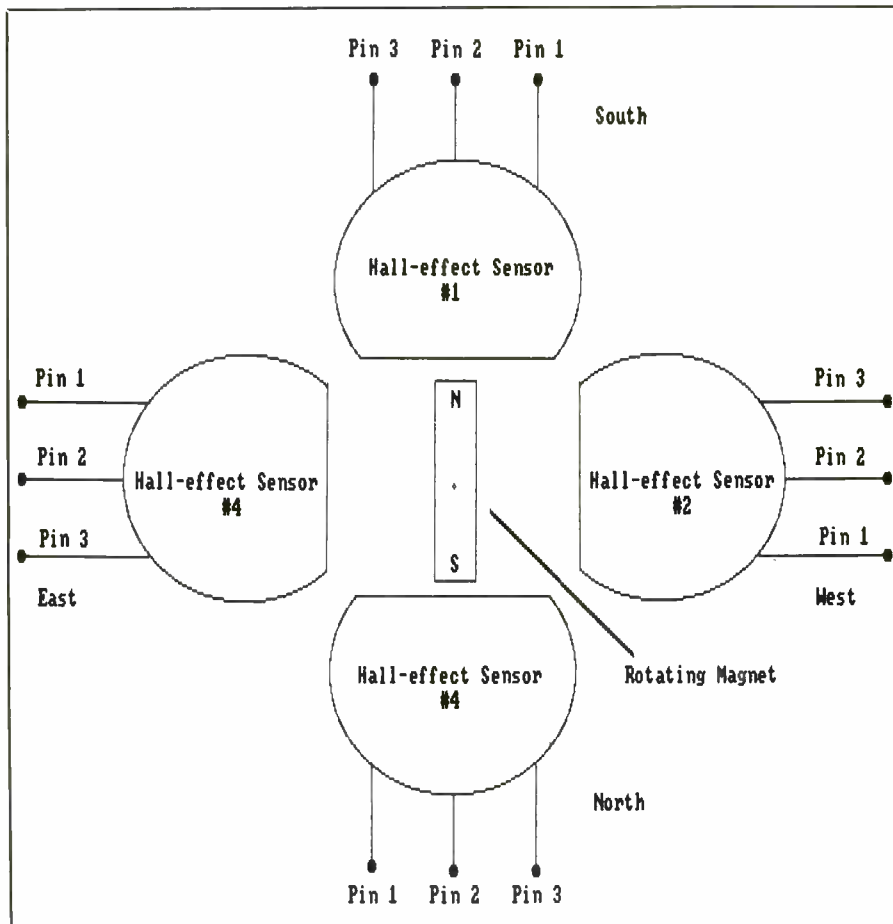 Pin 3 Pin 2 Pin 1
South
Hall-effect Sensor
#1
Pin 1
Pin 2
Pin 3
East
Hall-effect Sensor
#4
N
S
Hall-effect Sensor
#2
Pin 3
Pin 2
Pin 1
West
Hall-effect Sensor
#4
Rotating Magnet
North
Pin 1 Pin 2 Pin 3